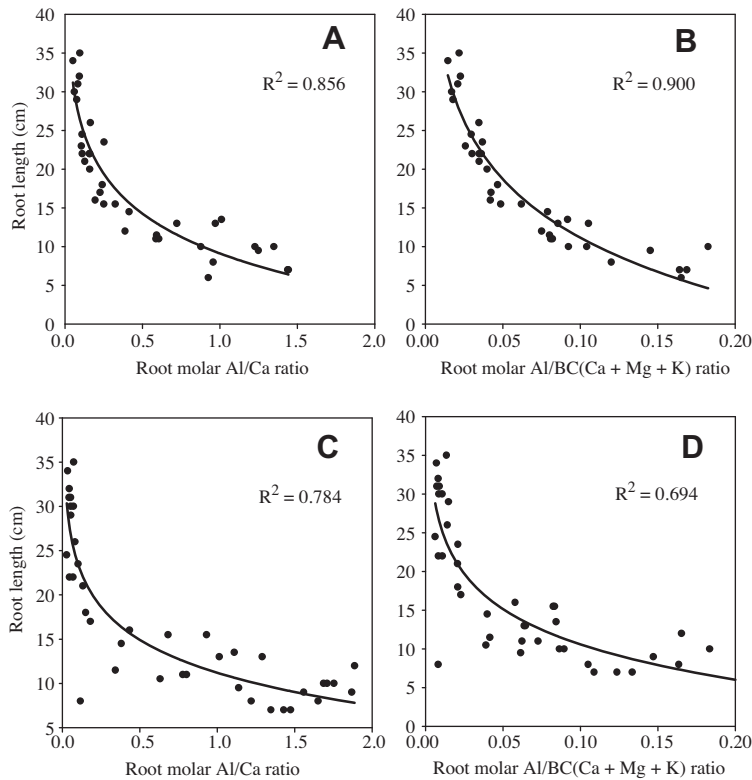 A
R² = 0.856
Root length (cm)
40
35
30
25
20
15
10
5
0
0.0 0.5 1.0 1.5 2.0
Root molar Al/Ca ratio
B
R² = 0.900
40
35
30
25
20
15
10
5
0
0.00 0.05 0.10 0.15 0.20
Root molar Al/BC(Ca + Mg + K) ratio
C
R² = 0.784
Root length (cm)
40
35
30
25
20
15
10
5
0.0 0.5 1.0 1.5 2.0
Root molar Al/Ca ratio
D
R² = 0.694
40
35
30
25
20
15
10
5
0
0.00 0.05 0.10 0.15 0.20
Root molar Al/BC(Ca + Mg + K) ratio